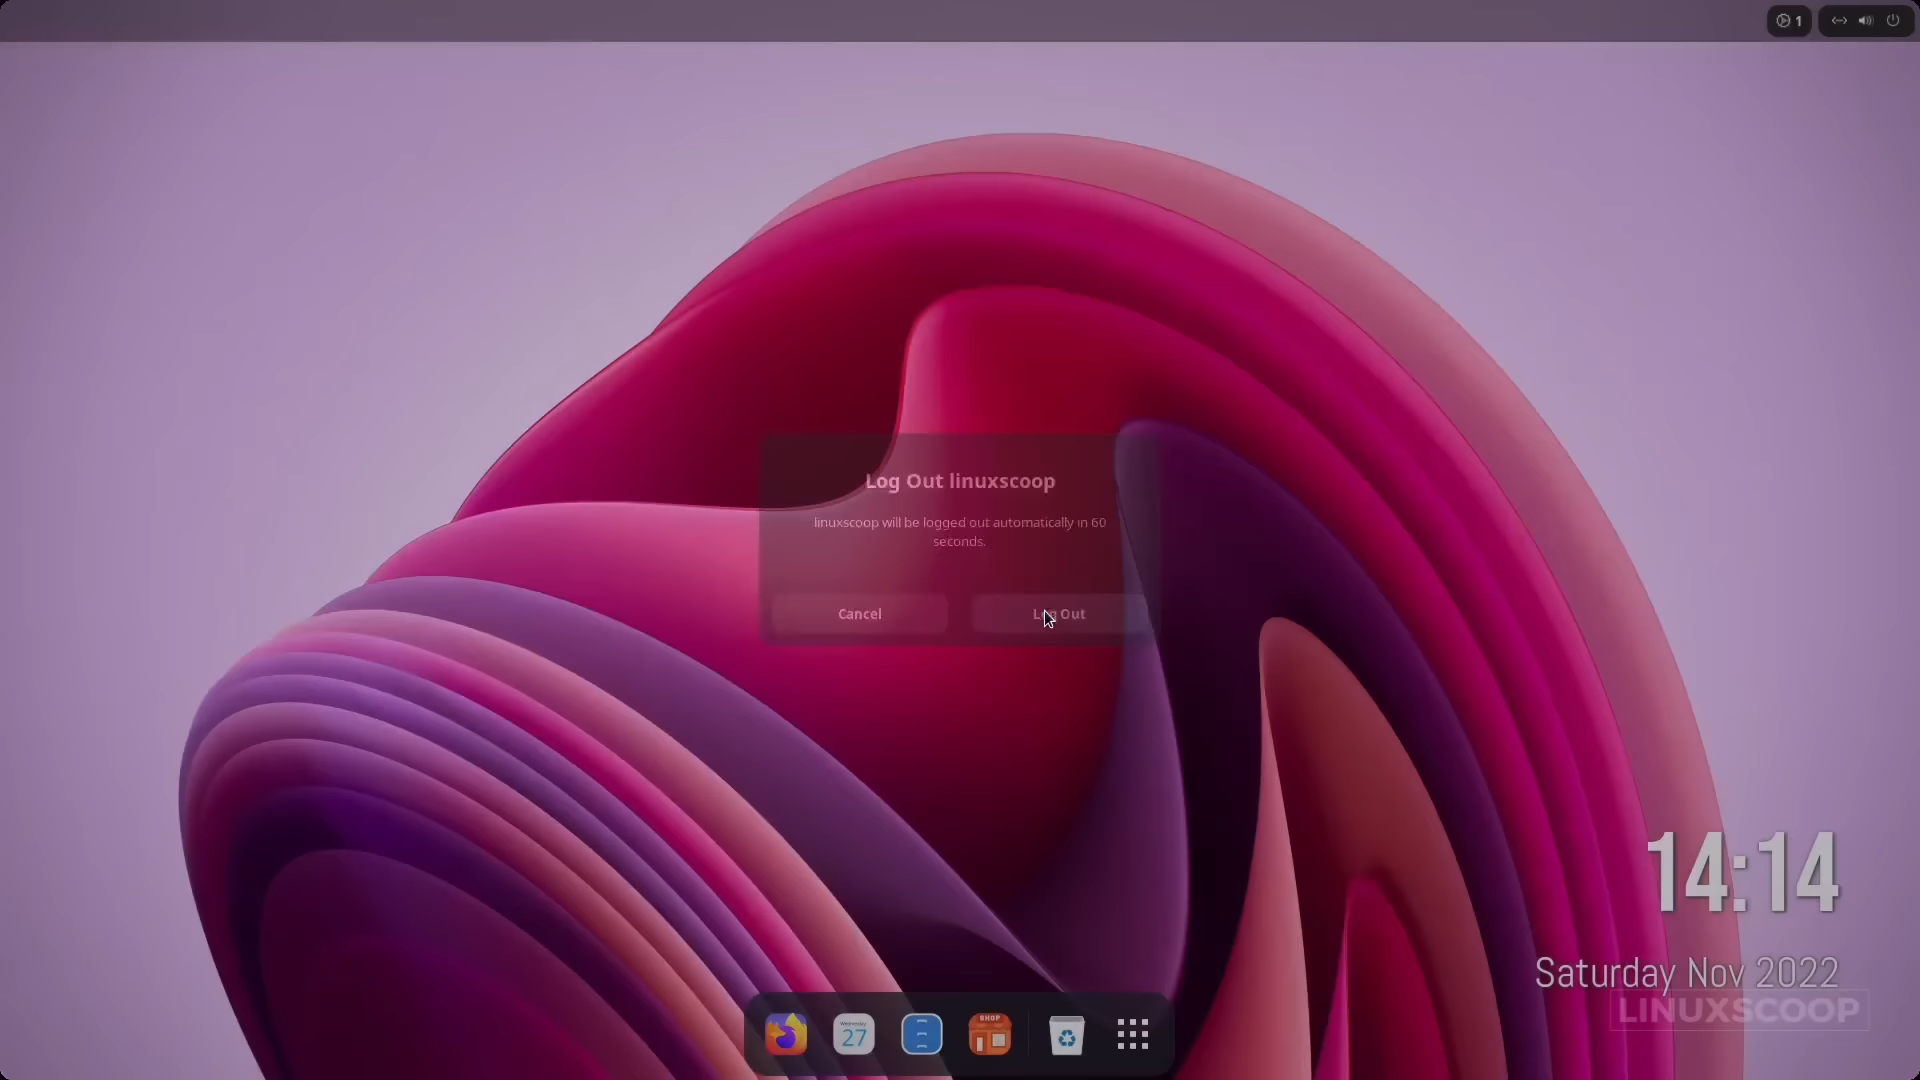 1
Log Out linuxscoop
linuxscoop will be logged out automatically in 60
seconds.
Cancel
Log Out
14:14
Saturday Nov 2022
LINUXSCOOP
Wednesday
27
SHOP